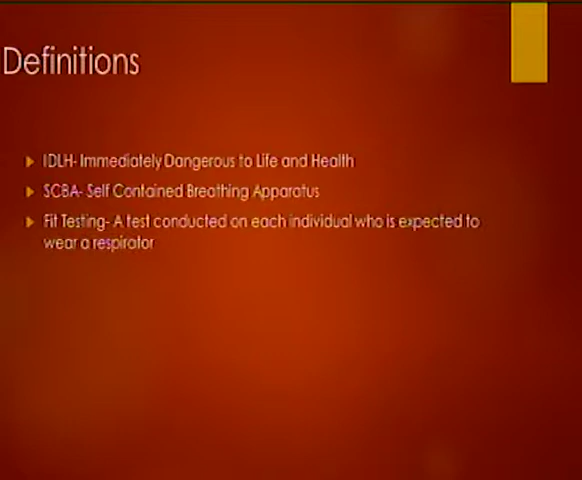 Definitions
IDLH- Immediately Dangerous to Life and Health
SCBA- Self Contained Breathing Apparatus
Fit Testing- A test conducted on each individual who is expected to
wear a respirator